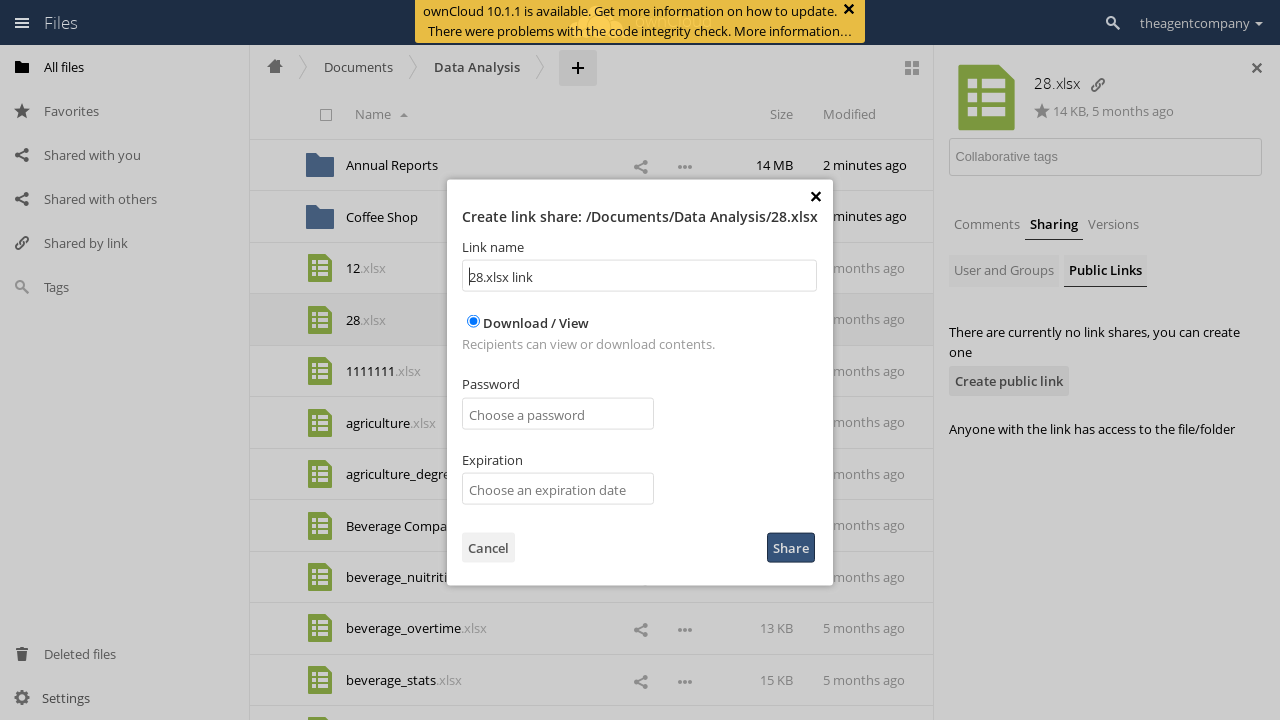 ownCloud 10.1.1 is available. Get more information on how to update.
There were problems with the code integrity check. More information…
Files
theagentcompany
All files
Favorites
Shared with you
Shared with others
Shared by link
Tags
Deleted files
Settings
Documents
Data Analysis
Name
Size
Modified
Annual Reports
14 MB
2 minutes ago
Coffee Shop
minutes ago
12.xlsx
months ago
28.xlsx
months ago
1111111.xlsx
months ago
agriculture.xlsx
months ago
agriculture_degre
months ago
Beverage Compa
months ago
beverage_nuitriti
months ago
beverage_overtime.xlsx
13 KB
5 months ago
beverage_stats.xlsx
15 KB
5 months ago
Create link share: /Documents/Data Analysis/28.xlsx
Link name
28.xlsx link
Download / View
Recipients can view or download contents.
Password
Choose a password
Expiration
Choose an expiration date
Cancel
Share
28.xlsx
14 KB, 5 months ago
Collaborative tags
Comments
Sharing
Versions
User and Groups
Public Links
There are currently no link shares, you can create
one
Create public link
Anyone with the link has access to the file/folder